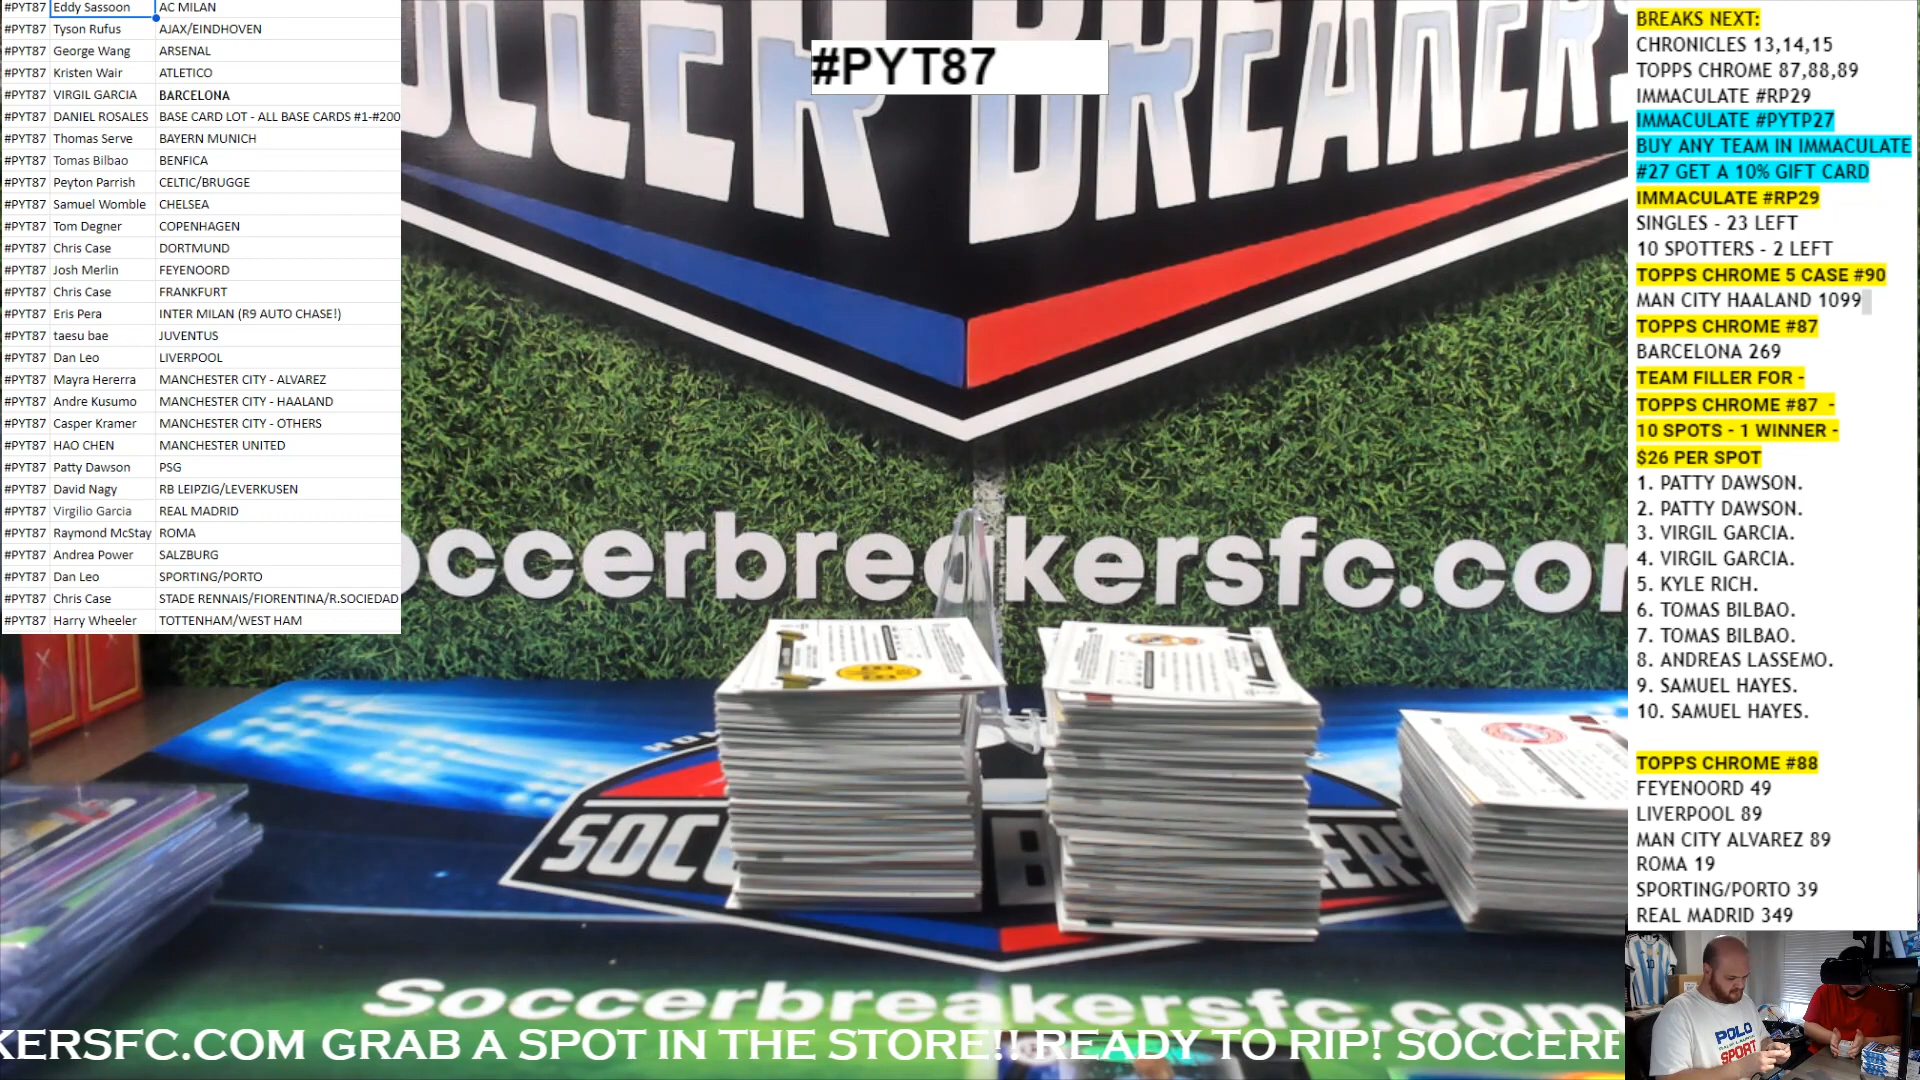 #PYT87 Eddy Sassoon AC MILAN
#PYT87 Tyson Rufus AJAX/EINDHOVEN
#PYT87 George Wang ARSENAL
#PYT87 Kristen Wair ATLETICO
#PYT87 VIRGIL GARCIA BARCELONA
#PYT87 DANIEL ROSALES BASE CARD LOT - ALL BASE CARDS #1-#200
#PYT87 Thomas Serve BAYERN MUNICH
#PYT87 Tomas Bilbao BENFICA
#PYT87 Peyton Parrish CELTIC/BRUGGE
#PYT87 Samuel Womble CHELSEA
#PYT87 Tom Degner COPENHAGEN
#PYT87 Chris Case DORTMUND
#PYT87 Josh Merlin FEYENOORD
#PYT87 Chris Case FRANKFURT
#PYT87 Eris Pera INTER MILAN (R9 AUTO CHASE!)
#PYT87 taesu bae JUVENTUS
#PYT87 Dan Leo LIVERPOOL
#PYT87 Mayra Hererra MANCHESTER CITY - ALVAREZ
#PYT87 Andre Kusumo MANCHESTER CITY - HAALAND
#PYT87 Casper Kramer MANCHESTER CITY - OTHERS
#PYT87 HAO CHEN MANCHESTER UNITED
#PYT87 Patty Dawson PSG
#PYT87 David Nagy RB LEIPZIG/LEVERKUSEN
#PYT87 Virgilio Garcia REAL MADRID
#PYT87 Raymond McStay ROMA
#PYT87 Andrea Power SALZBURG
#PYT87 Dan Leo SPORTING/PORTO
#PYT87 Chris Case STADE RENNAIS/FIORENTINA/R.SOCIEDAD
#PYT87 Harry Wheeler TOTTENHAM/WEST HAM
#PYT87
OCCER BREAKERS
occerbreakersfc.co
SOCC B ERS
Soccerbreakersfc.com
KERSFC.COM GRAB A SPOT IN THE STORE!! READY TO RIP! SOCCERE
BREAKS NEXT:
CHRONICLES 13,14,15
TOPPS CHROME 87,88,89
IMMACULATE #RP29
IMMACULATE #PYTP27
BUY ANY TEAM IN IMMACULATE
#27 GET A 10% GIFT CARD
IMMACULATE #RP29
SINGLES - 23 LEFT
10 SPOTTERS - 2 LEFT
TOPPS CHROME 5 CASE #90
MAN CITY HAALAND 1099
TOPPS CHROME #87
BARCELONA 269
TEAM FILLER FOR -
TOPPS CHROME #87 -
10 SPOTS - 1 WINNER -
$26 PER SPOT
1. PATTY DAWSON.
2. PATTY DAWSON.
3. VIRGIL GARCIA.
4. VIRGIL GARCIA.
5. KYLE RICH.
6. TOMAS BILBAO.
7. TOMAS BILBAO.
8. ANDREAS LASSEMO.
9. SAMUEL HAYES.
10. SAMUEL HAYES.
TOPPS CHROME #88
FEYENOORD 49
LIVERPOOL 89
MAN CITY ALVAREZ 89
ROMA 19
SPORTING/PORTO 39
REAL MADRID 349
10
POLO
SPORT